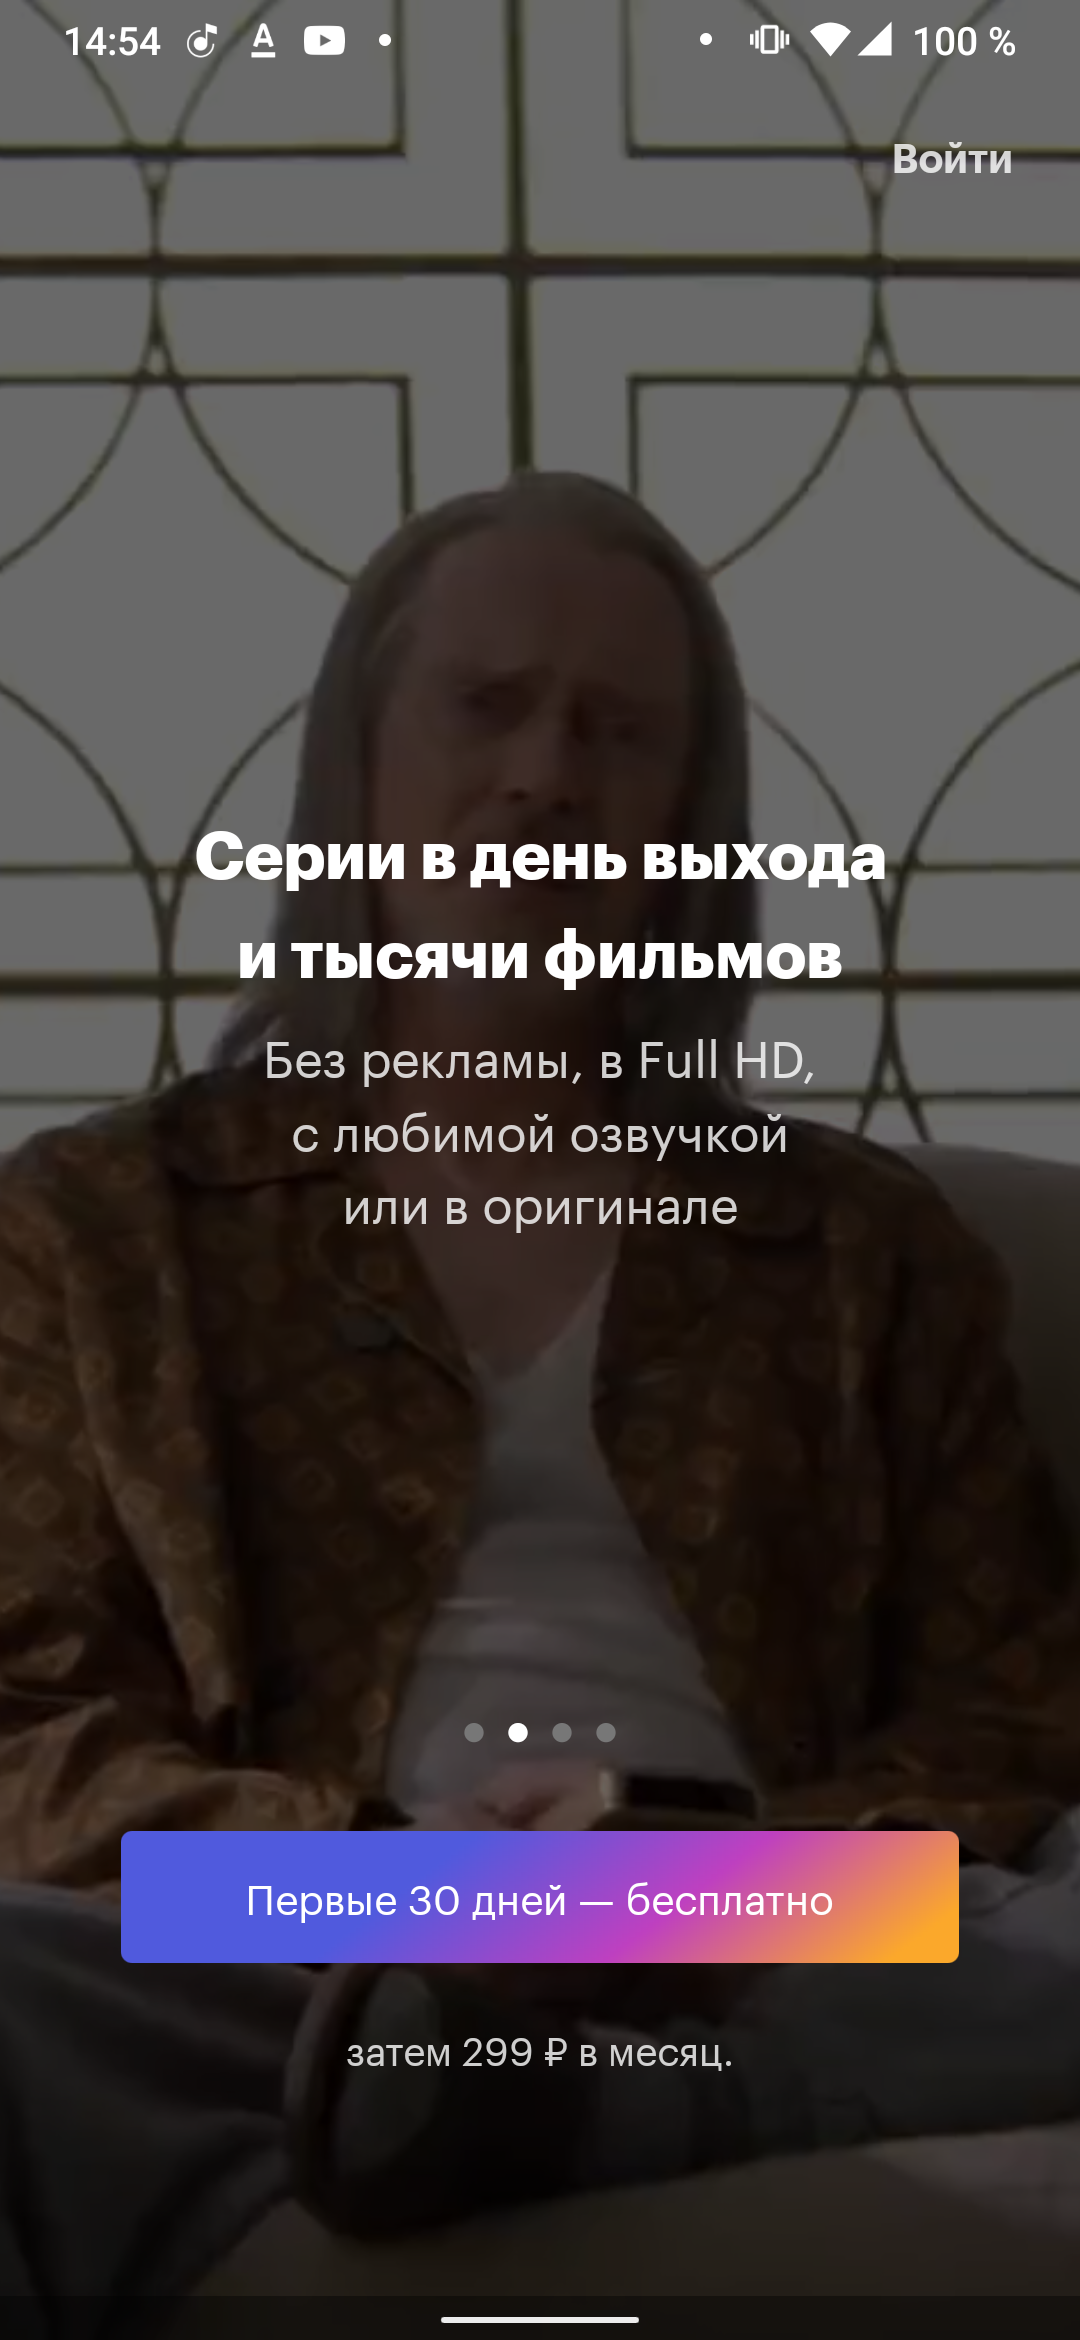 14:54
100 %
Войти
Серии в день выхода
и тысячи фильмов
Без рекламы, в Full HD,
с любимой озвучкой
или в оригинале
Первые 30 дней — бесплатно
затем 299 ₽ в месяц.